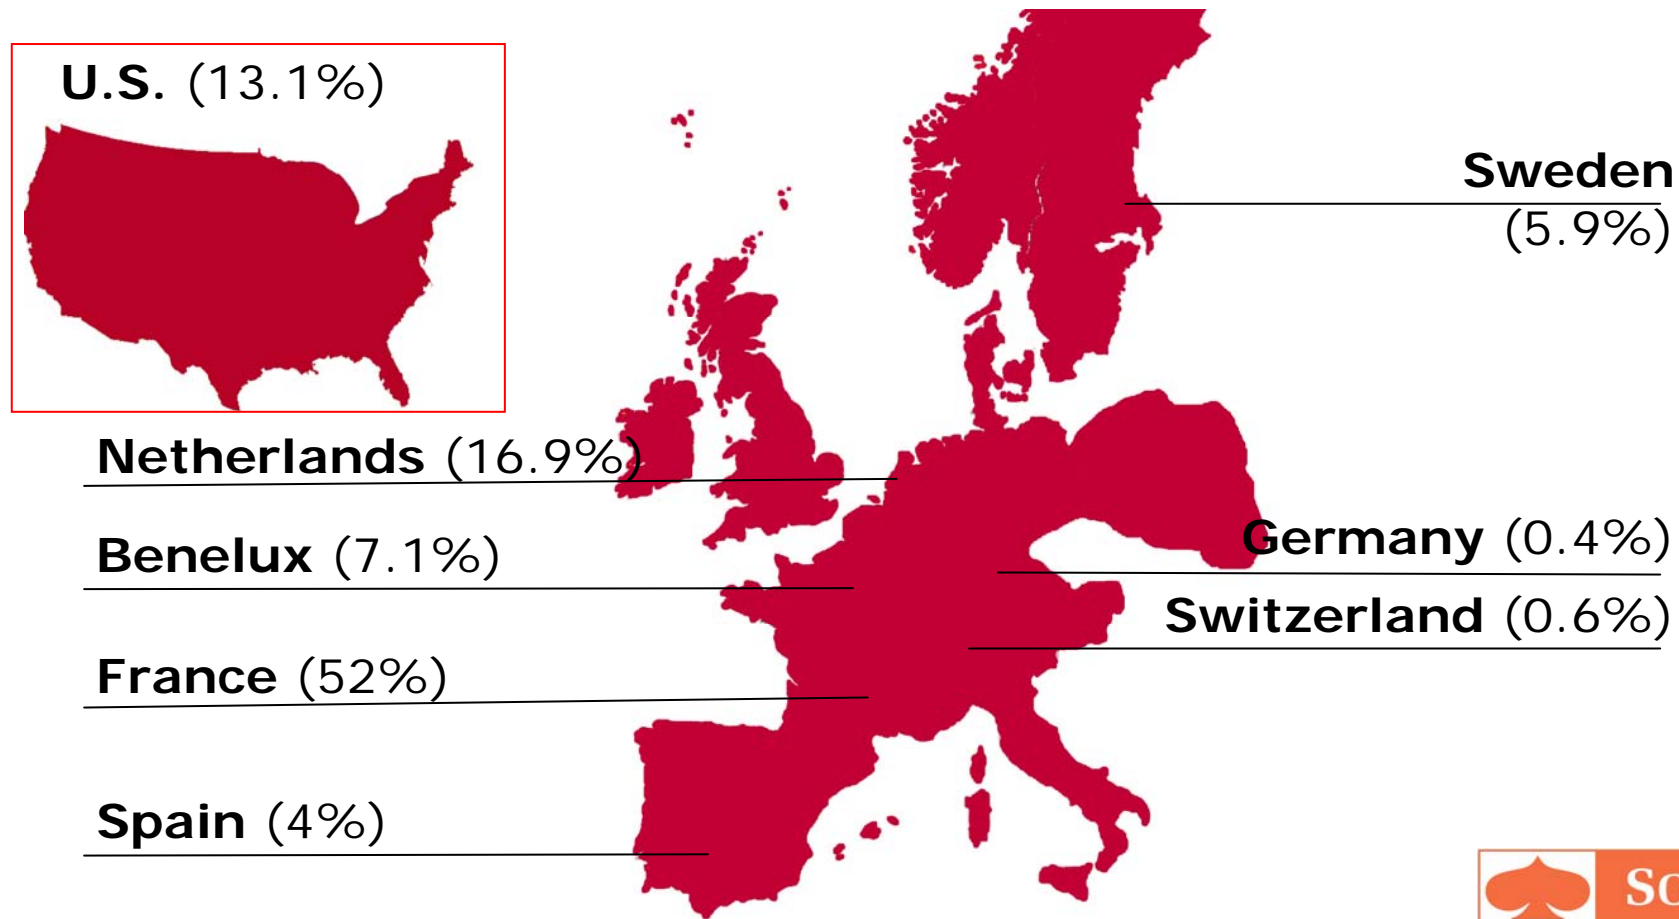 U.S. (13.1%)
Sweden
(5.9%)
Netherlands (16.9%)
Benelux (7.1%)
Germany (0.4%)
Switzerland (0.6%)
France (52%)
Spain (4%)